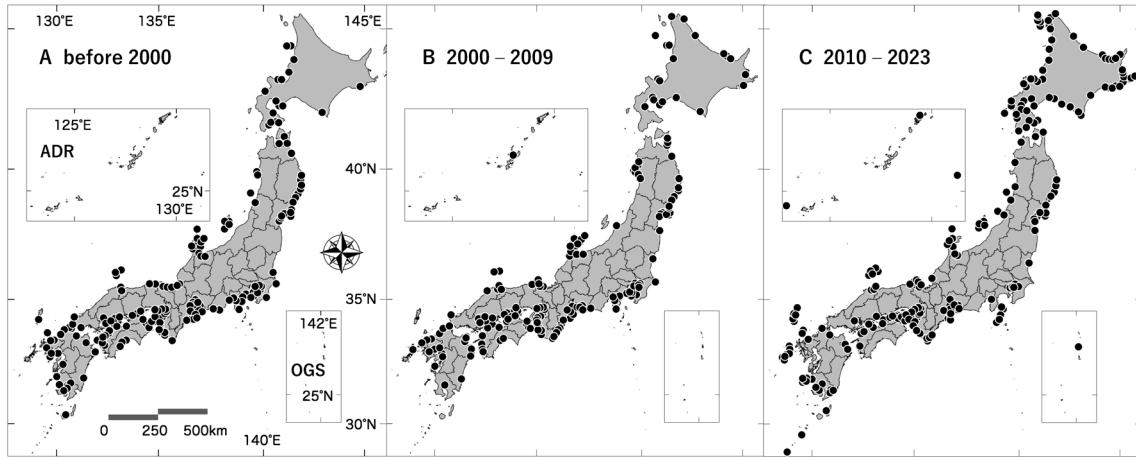 130°E 135°E 145°E
A before 2000
B 2000 – 2009
C 2010 – 2023
125°E
ADR
40°N
25°N
130°E
35°N
142°E
OGS
25°N
0 250 500km
30°N
140°E